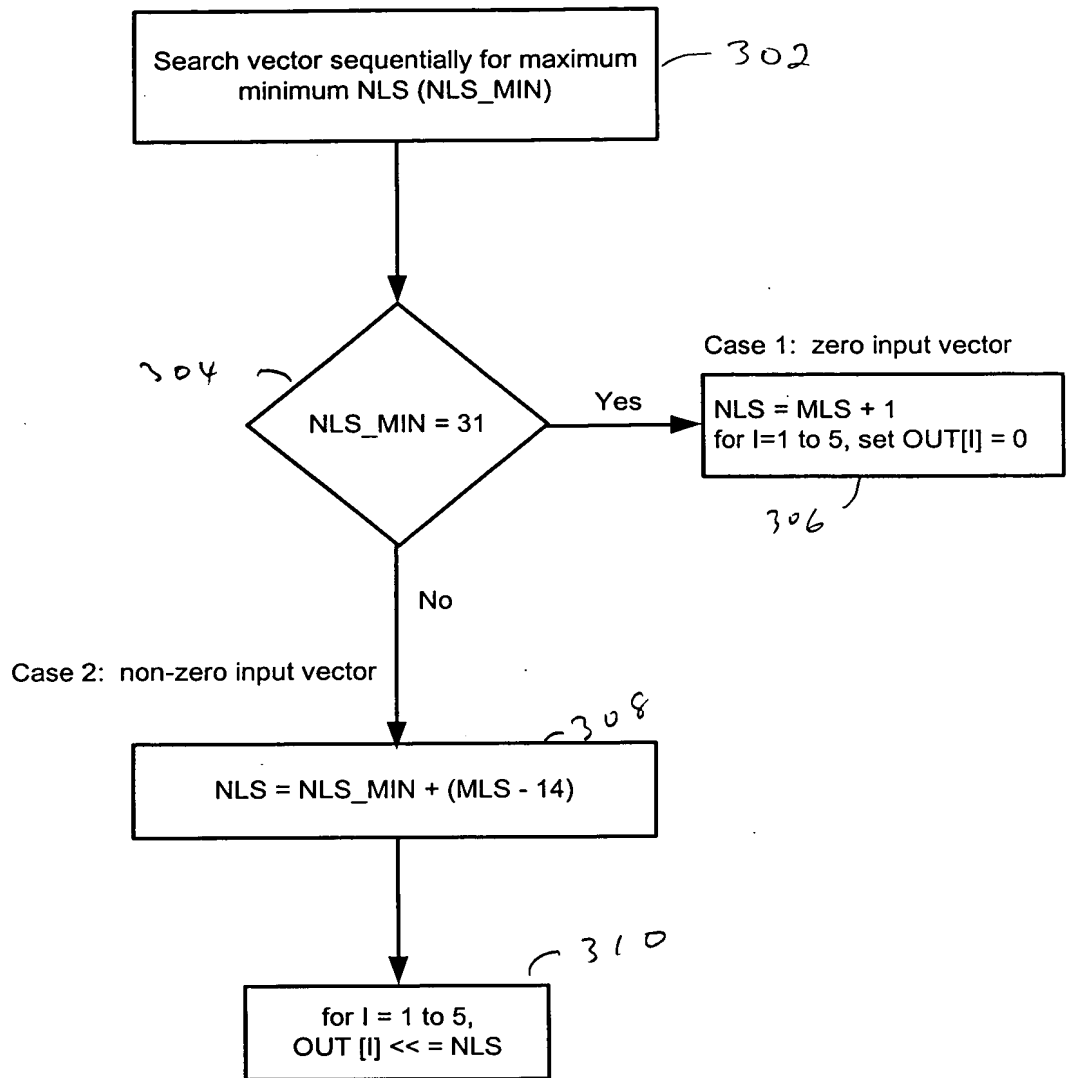 Search vector sequentially for maximum
minimum NLS (NLS_MIN)
302
304
NLS_MIN = 31
Yes
Case 1: zero input vector
NLS = MLS + 1
for I=1 to 5, set OUT[I] = 0
306
No
Case 2: non-zero input vector
308
NLS = NLS_MIN + (MLS - 14)
310
for I = 1 to 5,
OUT [I] << = NLS